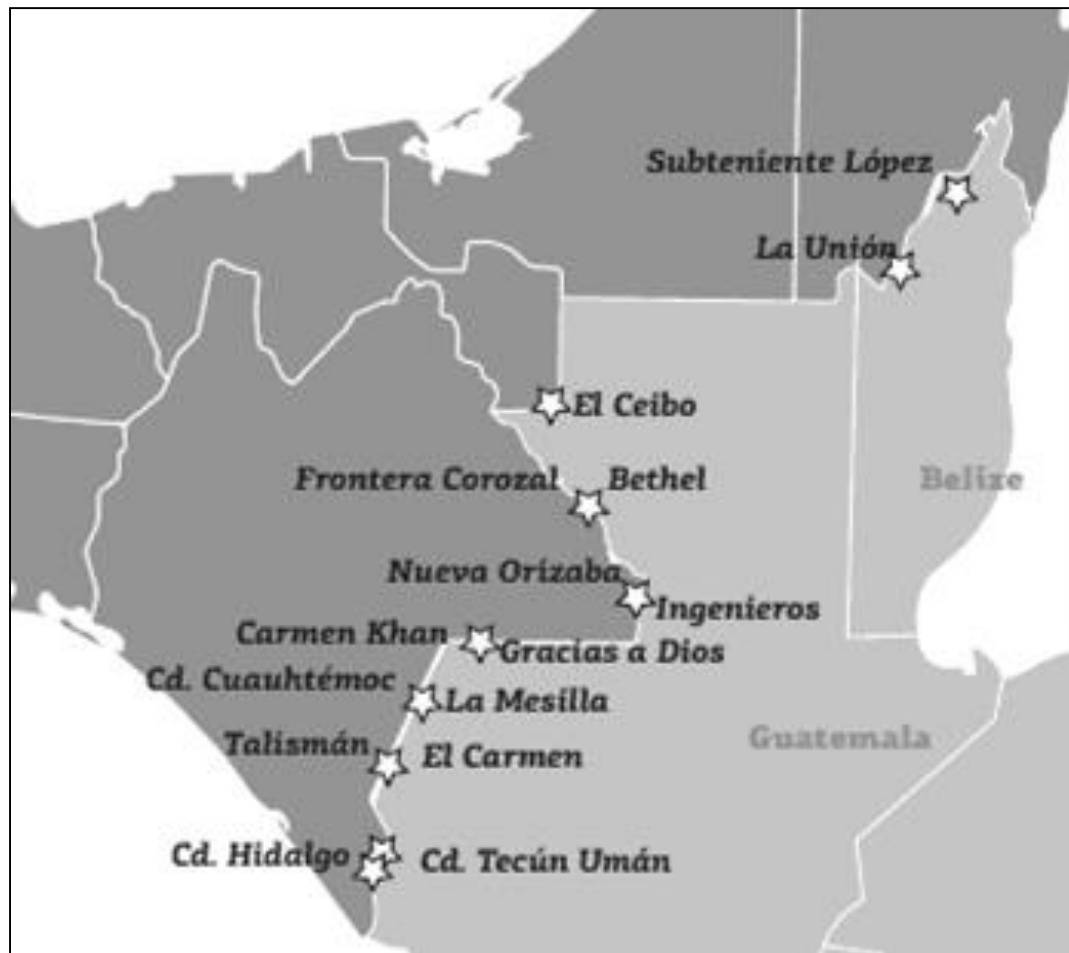 Subteniente López
La Unión
El Ceibo
Frontera Corozal
Bethel
Belize
Nueva Orizaba
Ingenieros
Carmen Khan
Gracias a Dios
Cd. Cuauhtémoc
La Mesilla
Guatemala
Talismán
El Carmen
Cd. Hidalgo
Cd. Tecún Umán